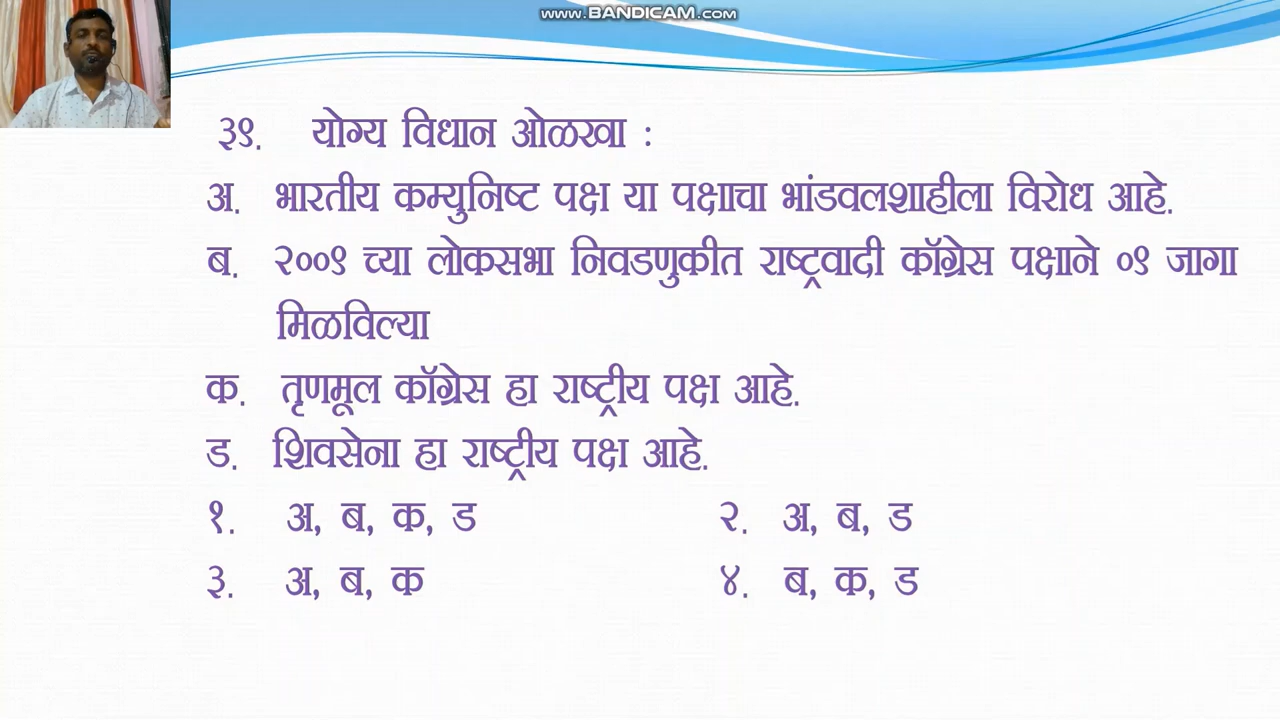 www.BANDICAM.com
३९. योग्य विधान ओळखा :
अ. भारतीय कम्युनिष्ट पक्ष या पक्षाचा भांडवलशाहीला विरोध आहे.
ब. २००९ च्या लोकसभा निवडणुकीत राष्ट्रवादी कॉंग्रेस पक्षाने ०९ जागा
मिळविल्या
क. तृणमूल कॉंग्रेस हा राष्ट्रीय पक्ष आहे.
ड. शिवसेना हा राष्ट्रीय पक्ष आहे.
१. अ, ब, क, ड २. अ, ब, ड
३. अ, ब, क ४. ब, क, ड